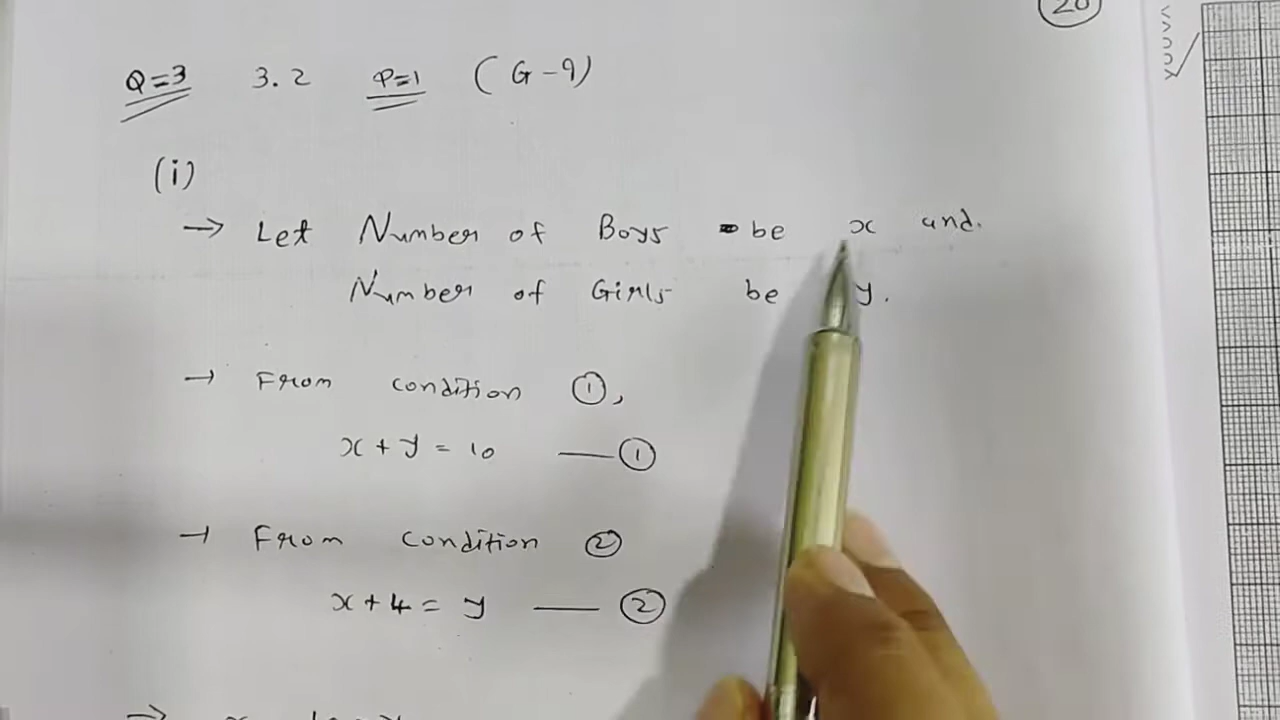 20
Q=3 3.2 P=1 (G-9)
(i)
→ Let Number of Boys be x and.
Number of Girls be y.
→ From condition ①,
x + y = 10 —— ①
→ From condition ②
x + 4 = y —— ②